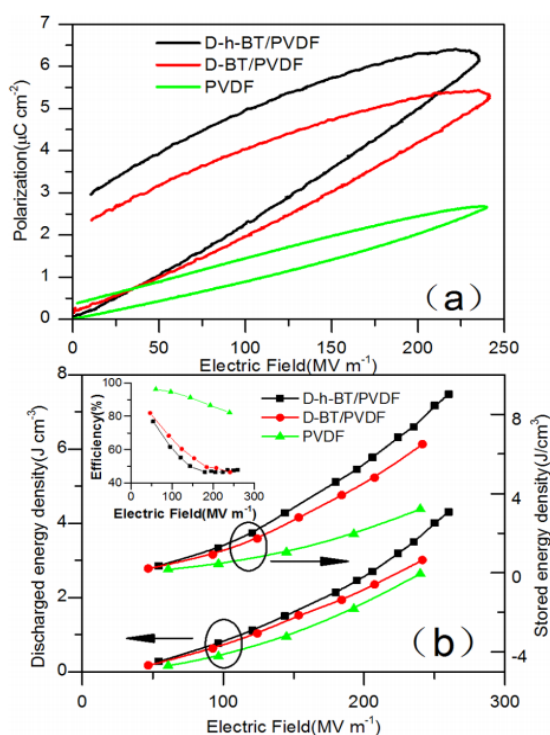 7
6
5
4
3
2
1
0
Polarization(μC cm⁻²)
D-h-BT/PVDF
D-BT/PVDF
PVDF
(a)
0 50 100 150 200 250
Electric Field(MV m⁻¹)
8
6
4
2
0
Discharged energy density(J cm⁻³)
100
80
60
40
Efficiency(%)
0 100 200 300
Electric Field(MV m⁻¹)
D-h-BT/PVDF
D-BT/PVDF
PVDF
8
4
0
-4
Stored energy density(J/cm³)
(b)
0 100 200 300
Electric Field(MV m⁻¹)